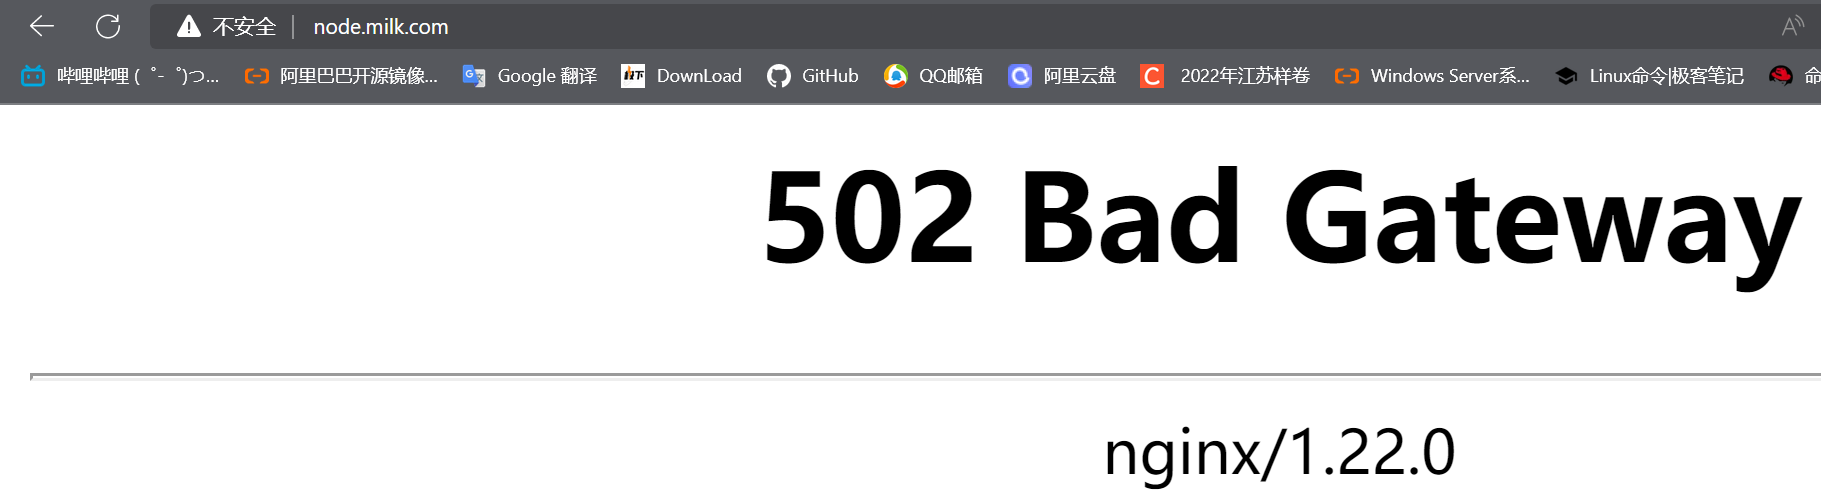 不安全 | node.milk.com
哔哩哔哩 (゜-゜)つ... 阿里巴巴开源镜像... Google 翻译 DownLoad GitHub QQ邮箱 阿里云盘 C 2022年江苏样卷 Windows Server系... Linux命令|极客笔记 命
502 Bad Gateway
nginx/1.22.0